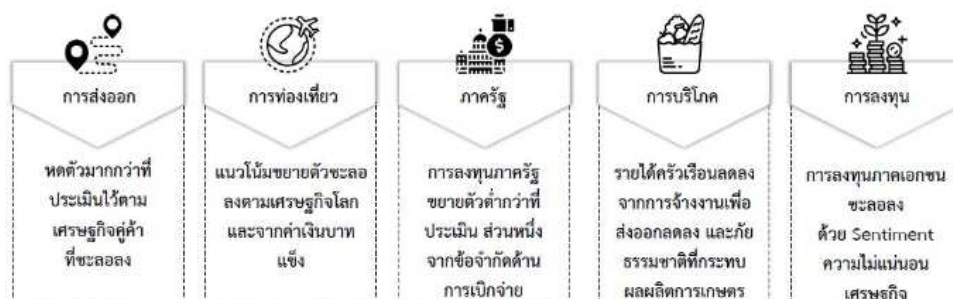 การส่งออก
หดตัวมากกว่าที่
ประเมินไว้ตาม
เศรษฐกิจคู่ค้า
ที่ชะลอลง
การท่องเที่ยว
แนวโน้มขยายตัวชะลอ
ลงตามเศรษฐกิจโลก
และจากค่าเงินบาท
แข็ง
ภาครัฐ
การลงทุนภาครัฐ
ขยายตัวต่ำกว่าที่
ประเมิน ส่วนหนึ่ง
จากข้อจำกัดด้าน
การเบิกจ่าย
การบริโภค
รายได้ครัวเรือนลดลง
จากการจ้างงานเพื่อ
ส่งออกลดลง และภัย
ธรรมชาติที่กระทบ
ผลผลิตการเกษตร
การลงทุน
การลงทุนภาคเอกชน
ชะลอลง
ด้วย Sentiment
ความไม่แน่นอน
เศรษฐกิจ